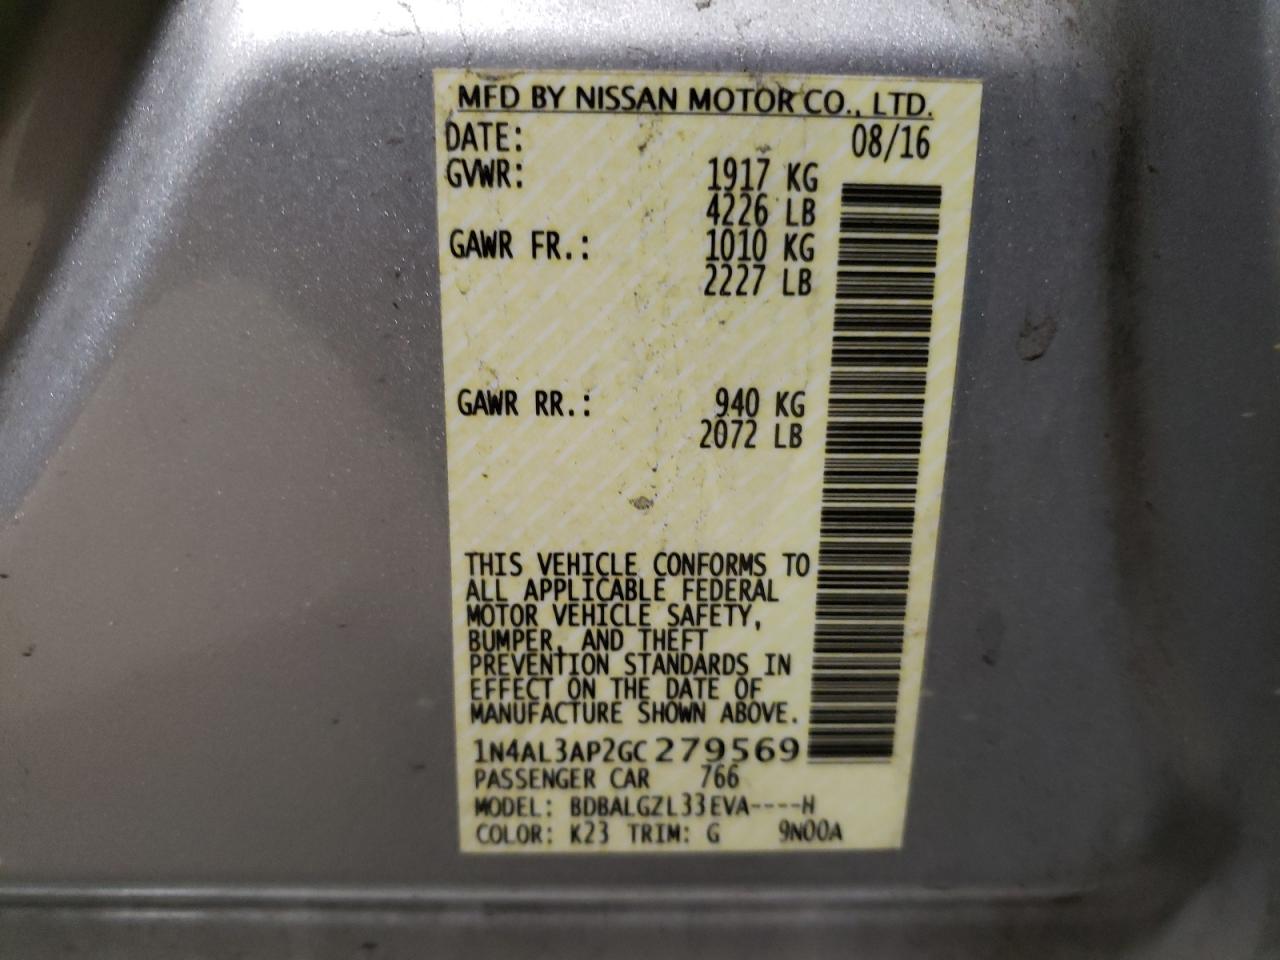 MFD BY NISSAN MOTOR CO., LTD.
DATE: 08/16
GVWR: 1917 KG
4226 LB
GAWR FR.: 1010 KG
2227 LB
GAWR RR.: 940 KG
2072 LB
THIS VEHICLE CONFORMS TO
ALL APPLICABLE FEDERAL
MOTOR VEHICLE SAFETY,
BUMPER, AND THEFT
PREVENTION STANDARDS IN
EFFECT ON THE DATE OF
MANUFACTURE SHOWN ABOVE.
1N4AL3AP2GC279569
PASSENGER CAR 766
MODEL: BDBALGZL33EVA----H
COLOR: K23 TRIM: G 9N00A